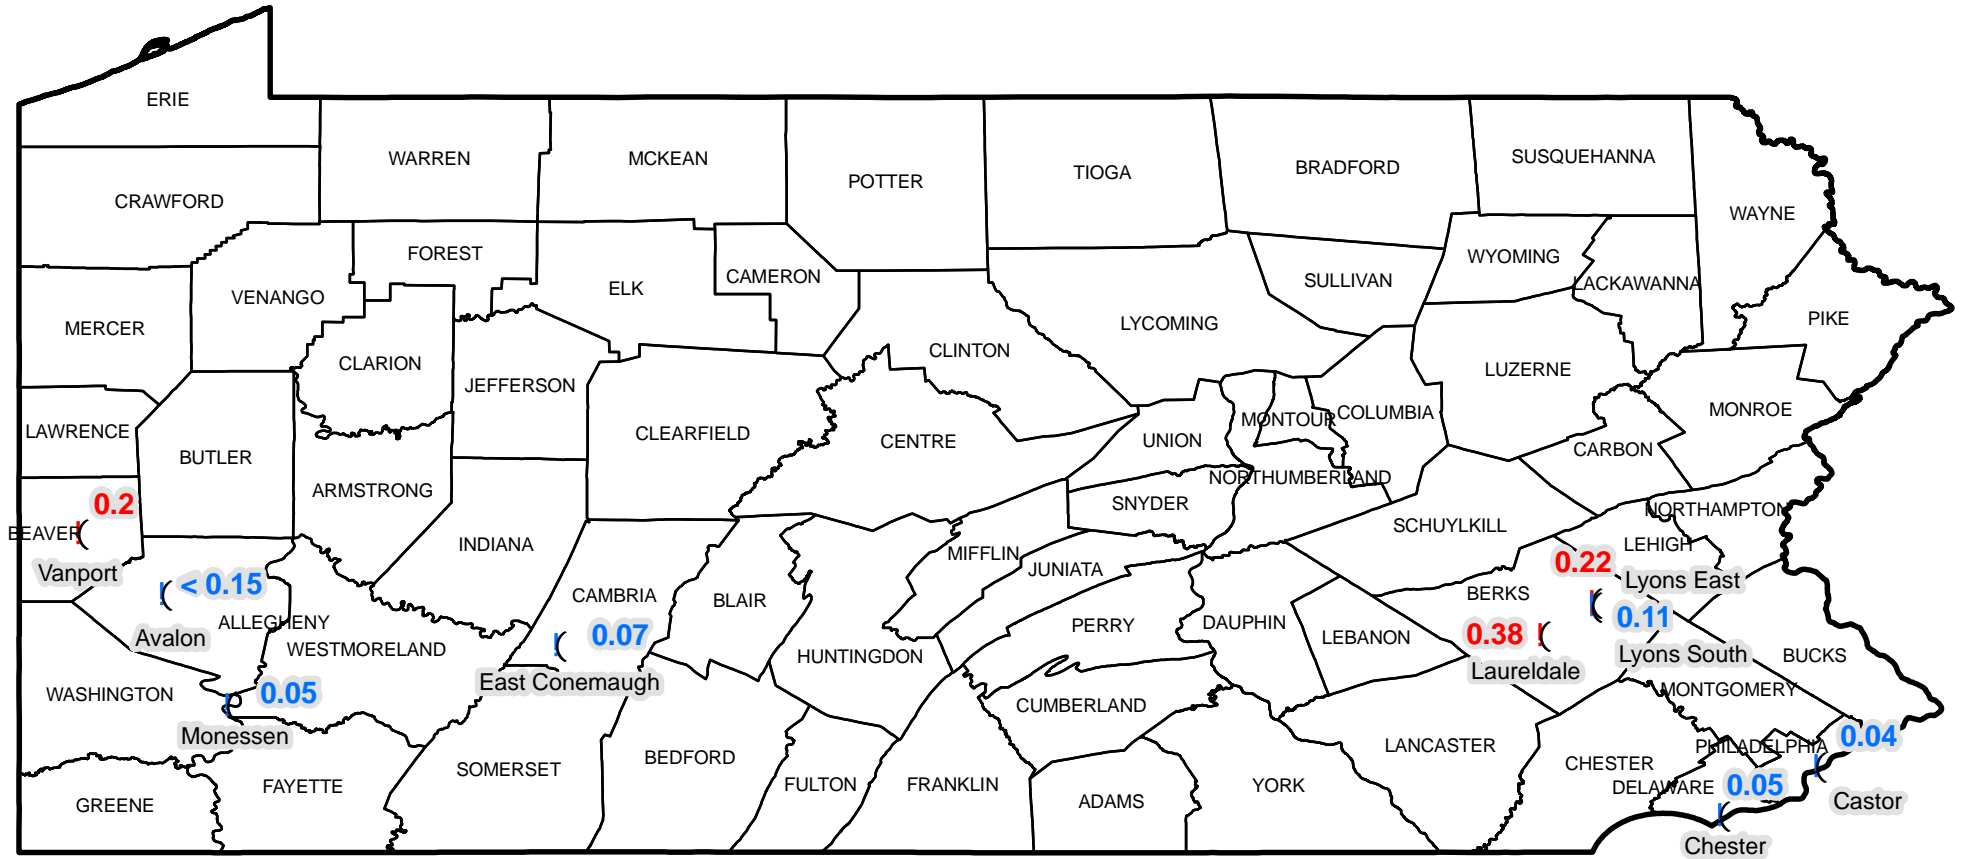 ERIE
WARREN
MCKEAN
SUSQUEHANNA
BRADFORD
TIOGA
POTTER
CRAWFORD
WAYNE
FOREST
WYOMING
CAMERON
SULLIVAN
LACKAWANNA
ELK
VENANGO
PIKE
LYCOMING
MERCER
CLINTON
CLARION
LUZERNE
JEFFERSON
MONROE
COLUMBIA
MONTOUR
LAWRENCE
CLEARFIELD
CENTRE
UNION
CARBON
BUTLER
NORTHUMBERLAND
ARMSTRONG
SNYDER
0.2
NORTHAMPTON
SCHUYLKILL
BEAVER
INDIANA
LEHIGH
MIFFLIN
0.22
JUNIATA
Vanport
Lyons East
< 0.15
CAMBRIA
BERKS
BLAIR
0.11
ALLEGHENY
DAUPHIN
PERRY
Avalon
0.07
0.38
LEBANON
WESTMORELAND
Lyons South
HUNTINGDON
BUCKS
Laureldale
East Conemaugh
MONTGOMERY
WASHINGTON
0.05
CUMBERLAND
Monessen
0.04
PHILADELPHIA
LANCASTER
BEDFORD
CHESTER
SOMERSET
0.05
FAYETTE
FULTON
FRANKLIN
YORK
DELAWARE
ADAMS
Castor
GREENE
Chester